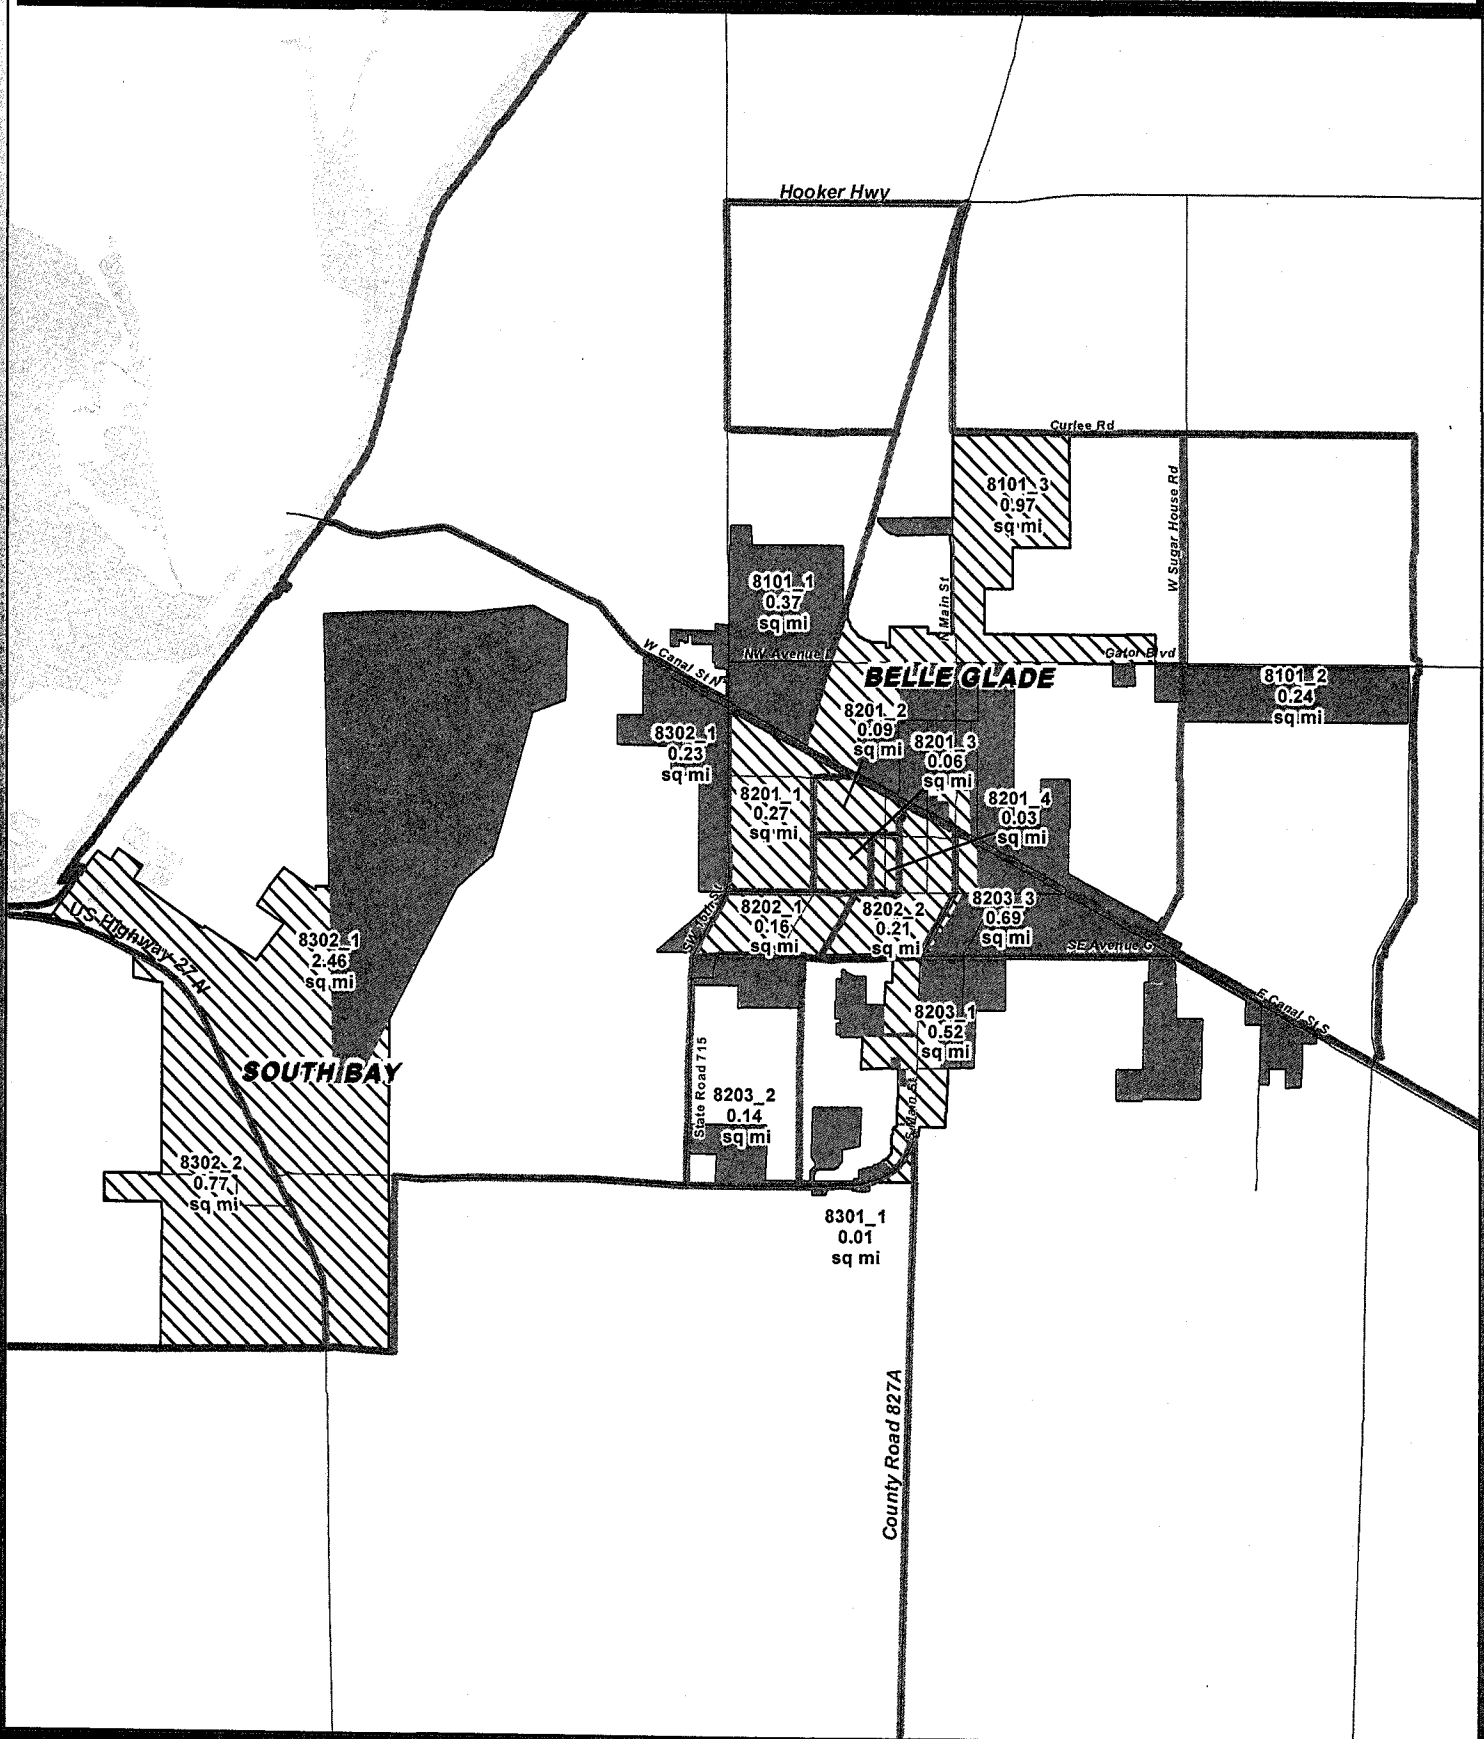 Hooker Hwy
Curlee Rd
8101_3
0.97
sq mi
W Sugar House Rd
8101_1
0.37
sq mi
N Main St
W Canal St N
NW Avenue L
Gator Blvd
BELLE GLADE
8101_2
0.24
sq mi
8201_2
0.09
sq mi
8302_1
0.23
sq mi
8201_3
0.06
sq mi
8201_1
0.27
sq mi
8201_4
0.03
sq mi
8202_1
0.16
sq mi
8202_2
0.21
sq mi
8203_3
0.69
sq mi
SW 16th St
SE Avenue G
US Highway 27 N
8302_1
2.46
sq mi
E Canal St S
8203_1
0.52
sq mi
SOUTH BAY
State Road 715
8203_2
0.14
sq mi
S Main St
8302_2
0.77
sq mi
8301_1
0.01
sq mi
County Road 827A